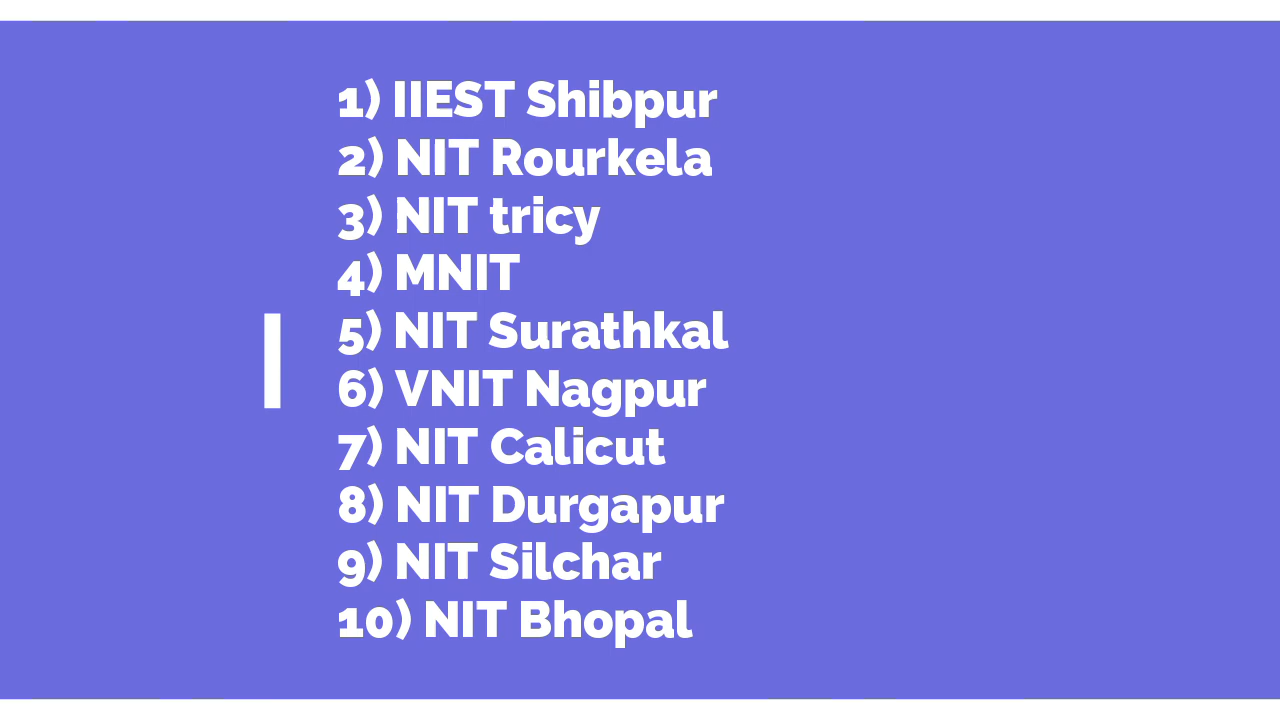 1) IIEST Shibpur
2) NIT Rourkela
3) NIT tricy
4) MNIT
5) NIT Surathkal
6) VNIT Nagpur
7) NIT Calicut
8) NIT Durgapur
9) NIT Silchar
10) NIT Bhopal